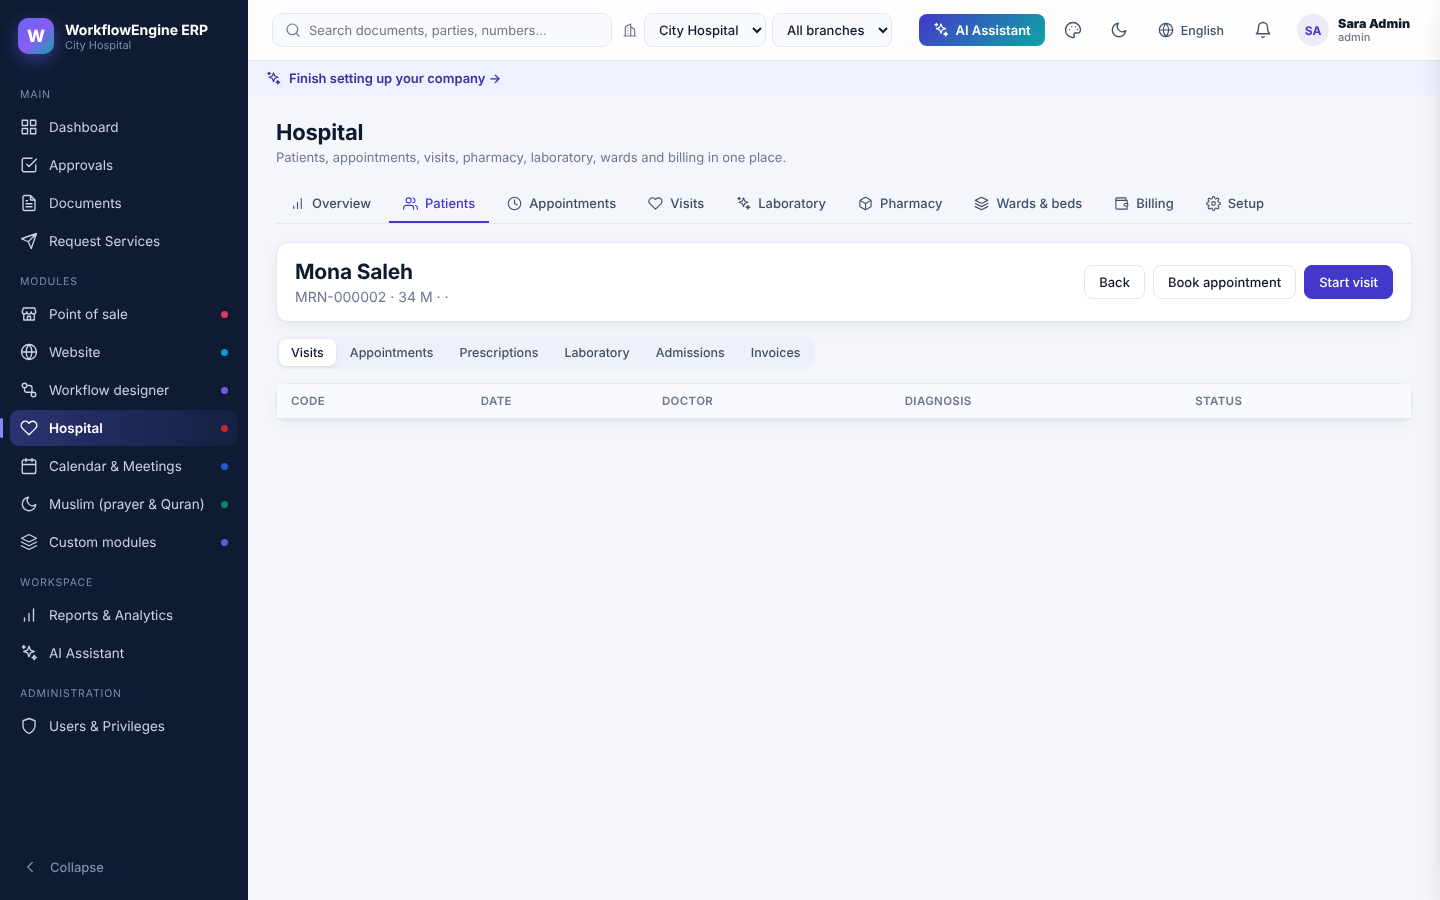 W
WorkflowEngine ERP
City Hospital
MAIN
Dashboard
Approvals
Documents
Request Services
MODULES
Point of sale
Website
Workflow designer
Hospital
Calendar & Meetings
Muslim (prayer & Quran)
Custom modules
WORKSPACE
Reports & Analytics
AI Assistant
ADMINISTRATION
Users & Privileges
Collapse
Search documents, parties, numbers...
City Hospital
All branches
AI Assistant
English
SA
Sara Admin
admin
Finish setting up your company →
Hospital
Patients, appointments, visits, pharmacy, laboratory, wards and billing in one place.
Overview
Patients
Appointments
Visits
Laboratory
Pharmacy
Wards & beds
Billing
Setup
Mona Saleh
MRN-000002 · 34 M · ·
Back
Book appointment
Start visit
Visits
Appointments
Prescriptions
Laboratory
Admissions
Invoices
CODE
DATE
DOCTOR
DIAGNOSIS
STATUS